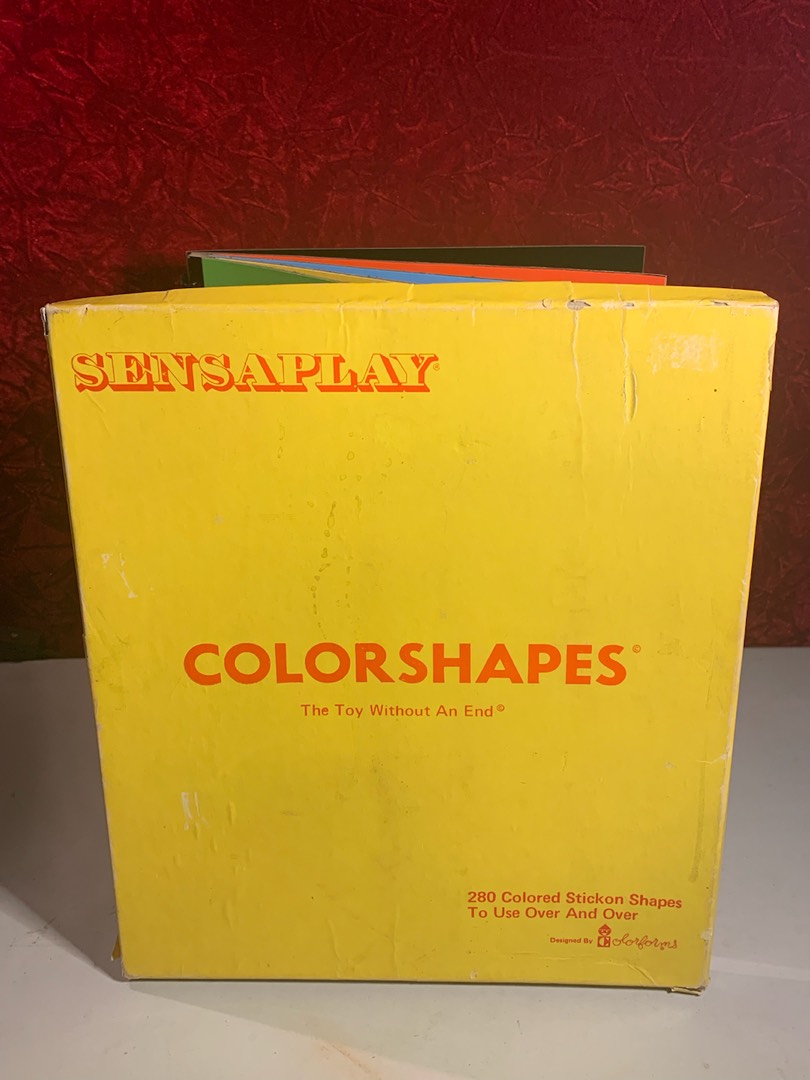 SENSAPLAY®
COLORSHAPES©
The Toy Without An End©
280 Colored Stickon Shapes
To Use Over And Over
Designed By Colorforms